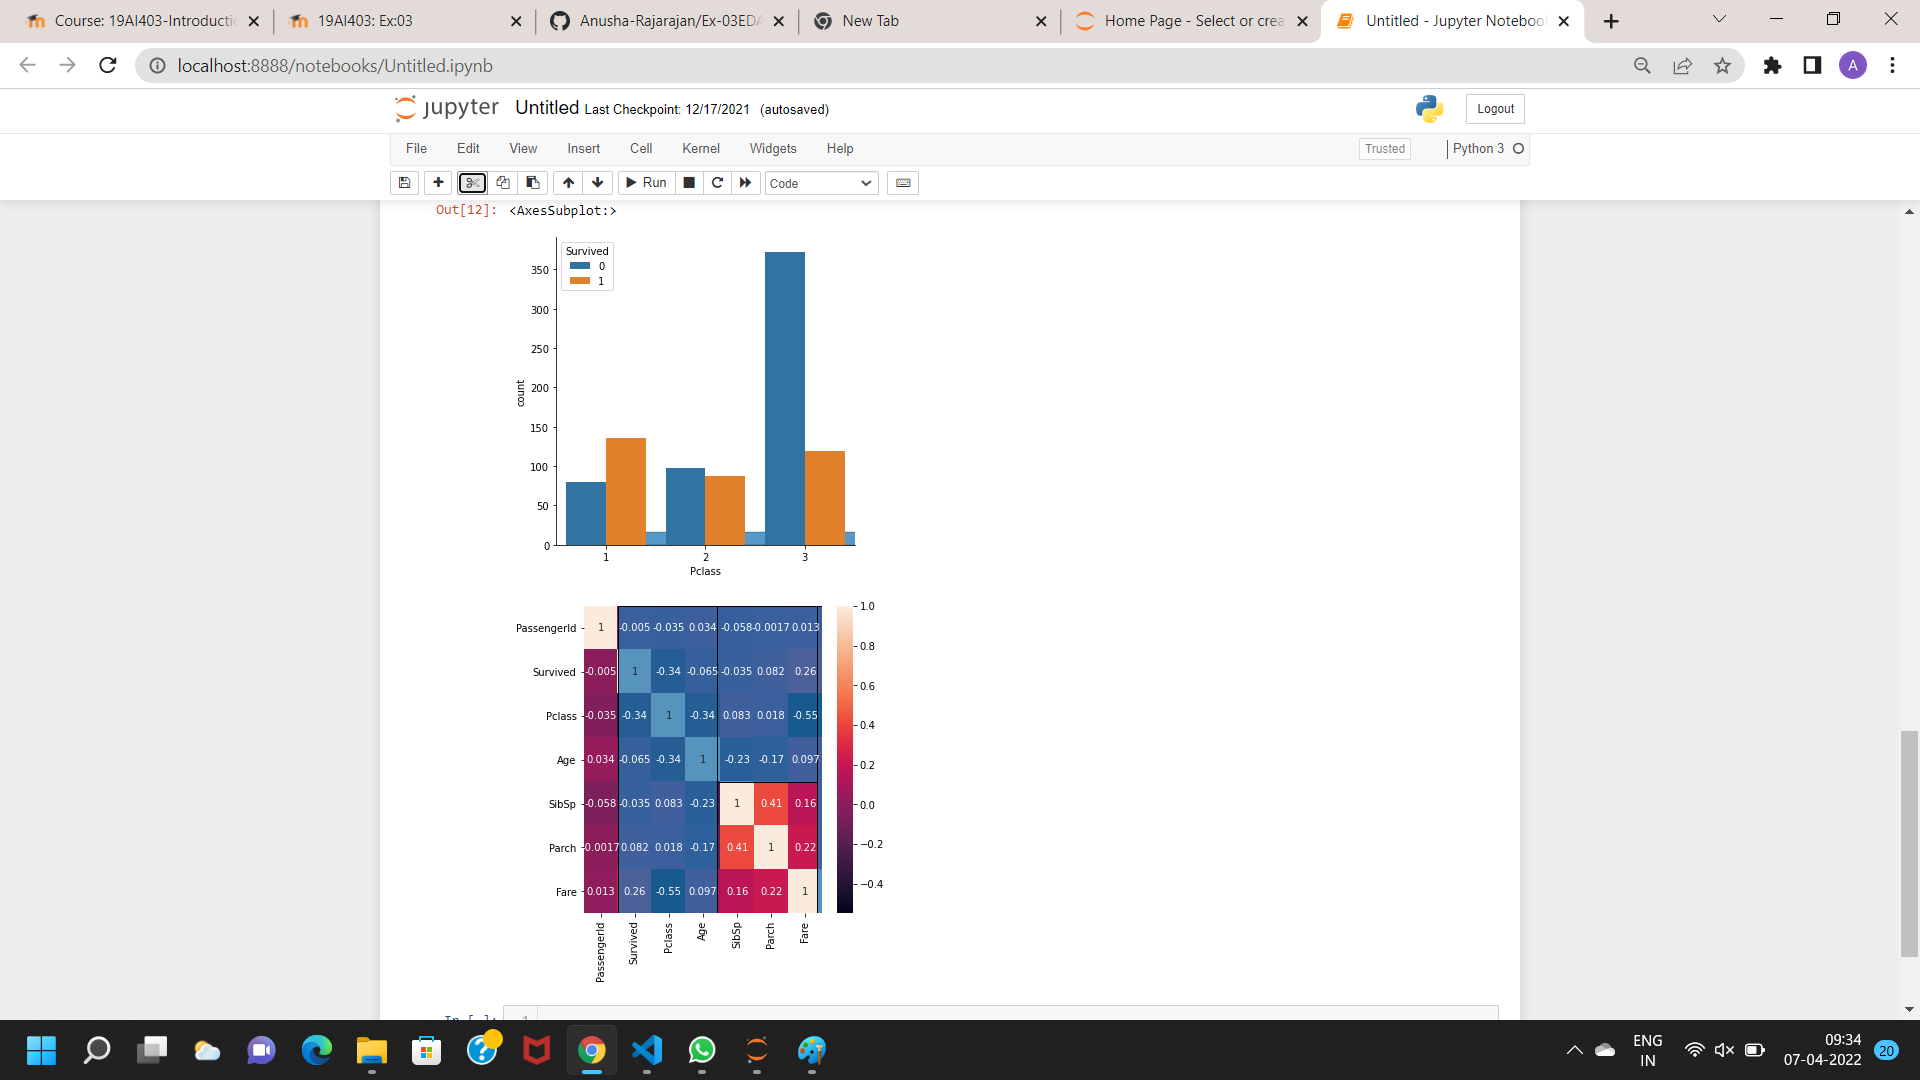 Course: 19AI403-Introducti
19AI403: Ex:03
Anusha-Rajarajan/Ex-03EDA
New Tab
Home Page - Select or crea
Untitled - Jupyter Notebook
localhost:8888/notebooks/Untitled.ipynb
A
jupyter Untitled Last Checkpoint: 12/17/2021 (autosaved)
Logout
File Edit View Insert Cell Kernel Widgets Help
Trusted
Python 3
Run
Code
Out[12]: <AxesSubplot:>
Survived
0
1
350
300
250
200
150
100
50
0
count
1 2 3
Pclass
PassengerId 1 -0.005 -0.035 0.034 -0.058 -0.0017 0.013
Survived -0.005 1 -0.34 -0.065 -0.035 0.082 0.26
Pclass -0.035 -0.34 1 -0.34 0.083 0.018 -0.55
Age 0.034 -0.065 -0.34 1 -0.23 -0.17 0.097
SibSp -0.058 -0.035 0.083 -0.23 1 0.41 0.16
Parch -0.0017 0.082 0.018 -0.17 0.41 1 0.22
Fare 0.013 0.26 -0.55 0.097 0.16 0.22 1
PassengerId Survived Pclass Age SibSp Parch Fare
1.0
0.8
0.6
0.4
0.2
0.0
−0.2
−0.4
In [ ]: 1
ENG
IN
09:34
07-04-2022
20